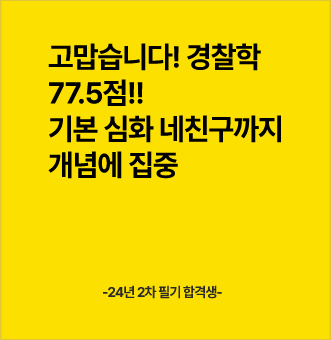 고맙습니다! 경찰학
77.5점!!
기본 심화 네친구까지
개념에 집중
-24년 2차 필기 합격생-